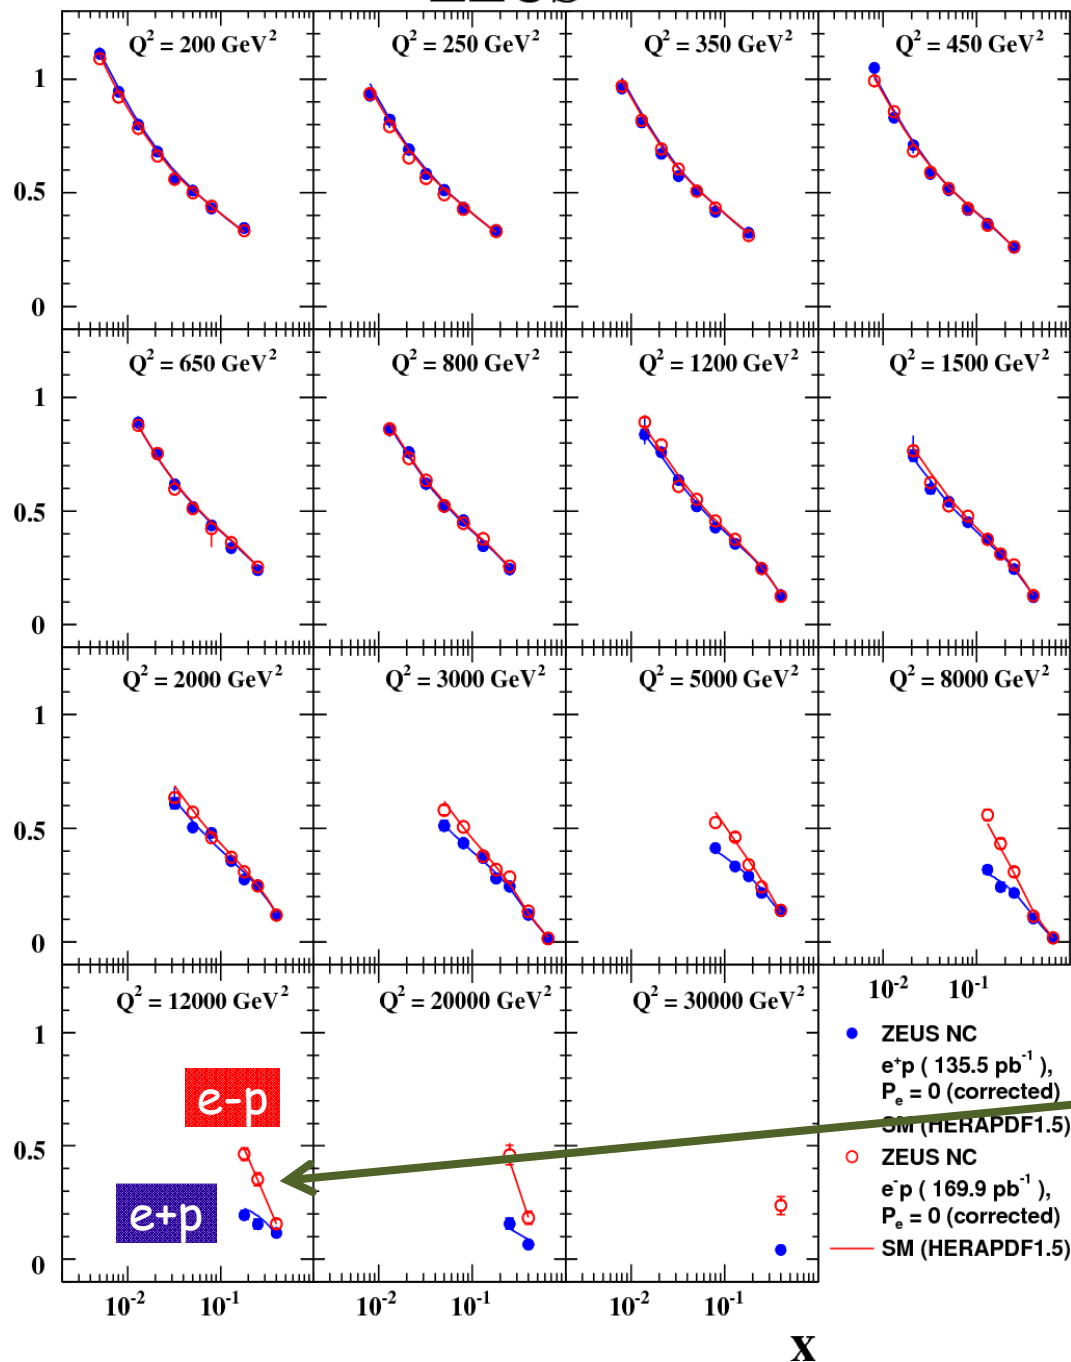 Q² = 200 GeV²
Q² = 250 GeV²
Q² = 350 GeV²
Q² = 450 GeV²
1
0.5
0
Q² = 650 GeV²
Q² = 800 GeV²
Q² = 1200 GeV²
Q² = 1500 GeV²
1
0.5
0
Q² = 2000 GeV²
Q² = 3000 GeV²
Q² = 5000 GeV²
Q² = 8000 GeV²
1
0.5
0
Q² = 12000 GeV²
Q² = 20000 GeV²
Q² = 30000 GeV²
10⁻² 10⁻¹
1
0.5
0
e-p
e+p
10⁻² 10⁻¹
10⁻² 10⁻¹
10⁻² 10⁻¹
x
ZEUS NC
e⁺p ( 135.5 pb⁻¹ ),
Pₑ = 0 (corrected)
SM (HERAPDF1.5)
ZEUS NC
e⁻p ( 169.9 pb⁻¹ ),
Pₑ = 0 (corrected)
SM (HERAPDF1.5)